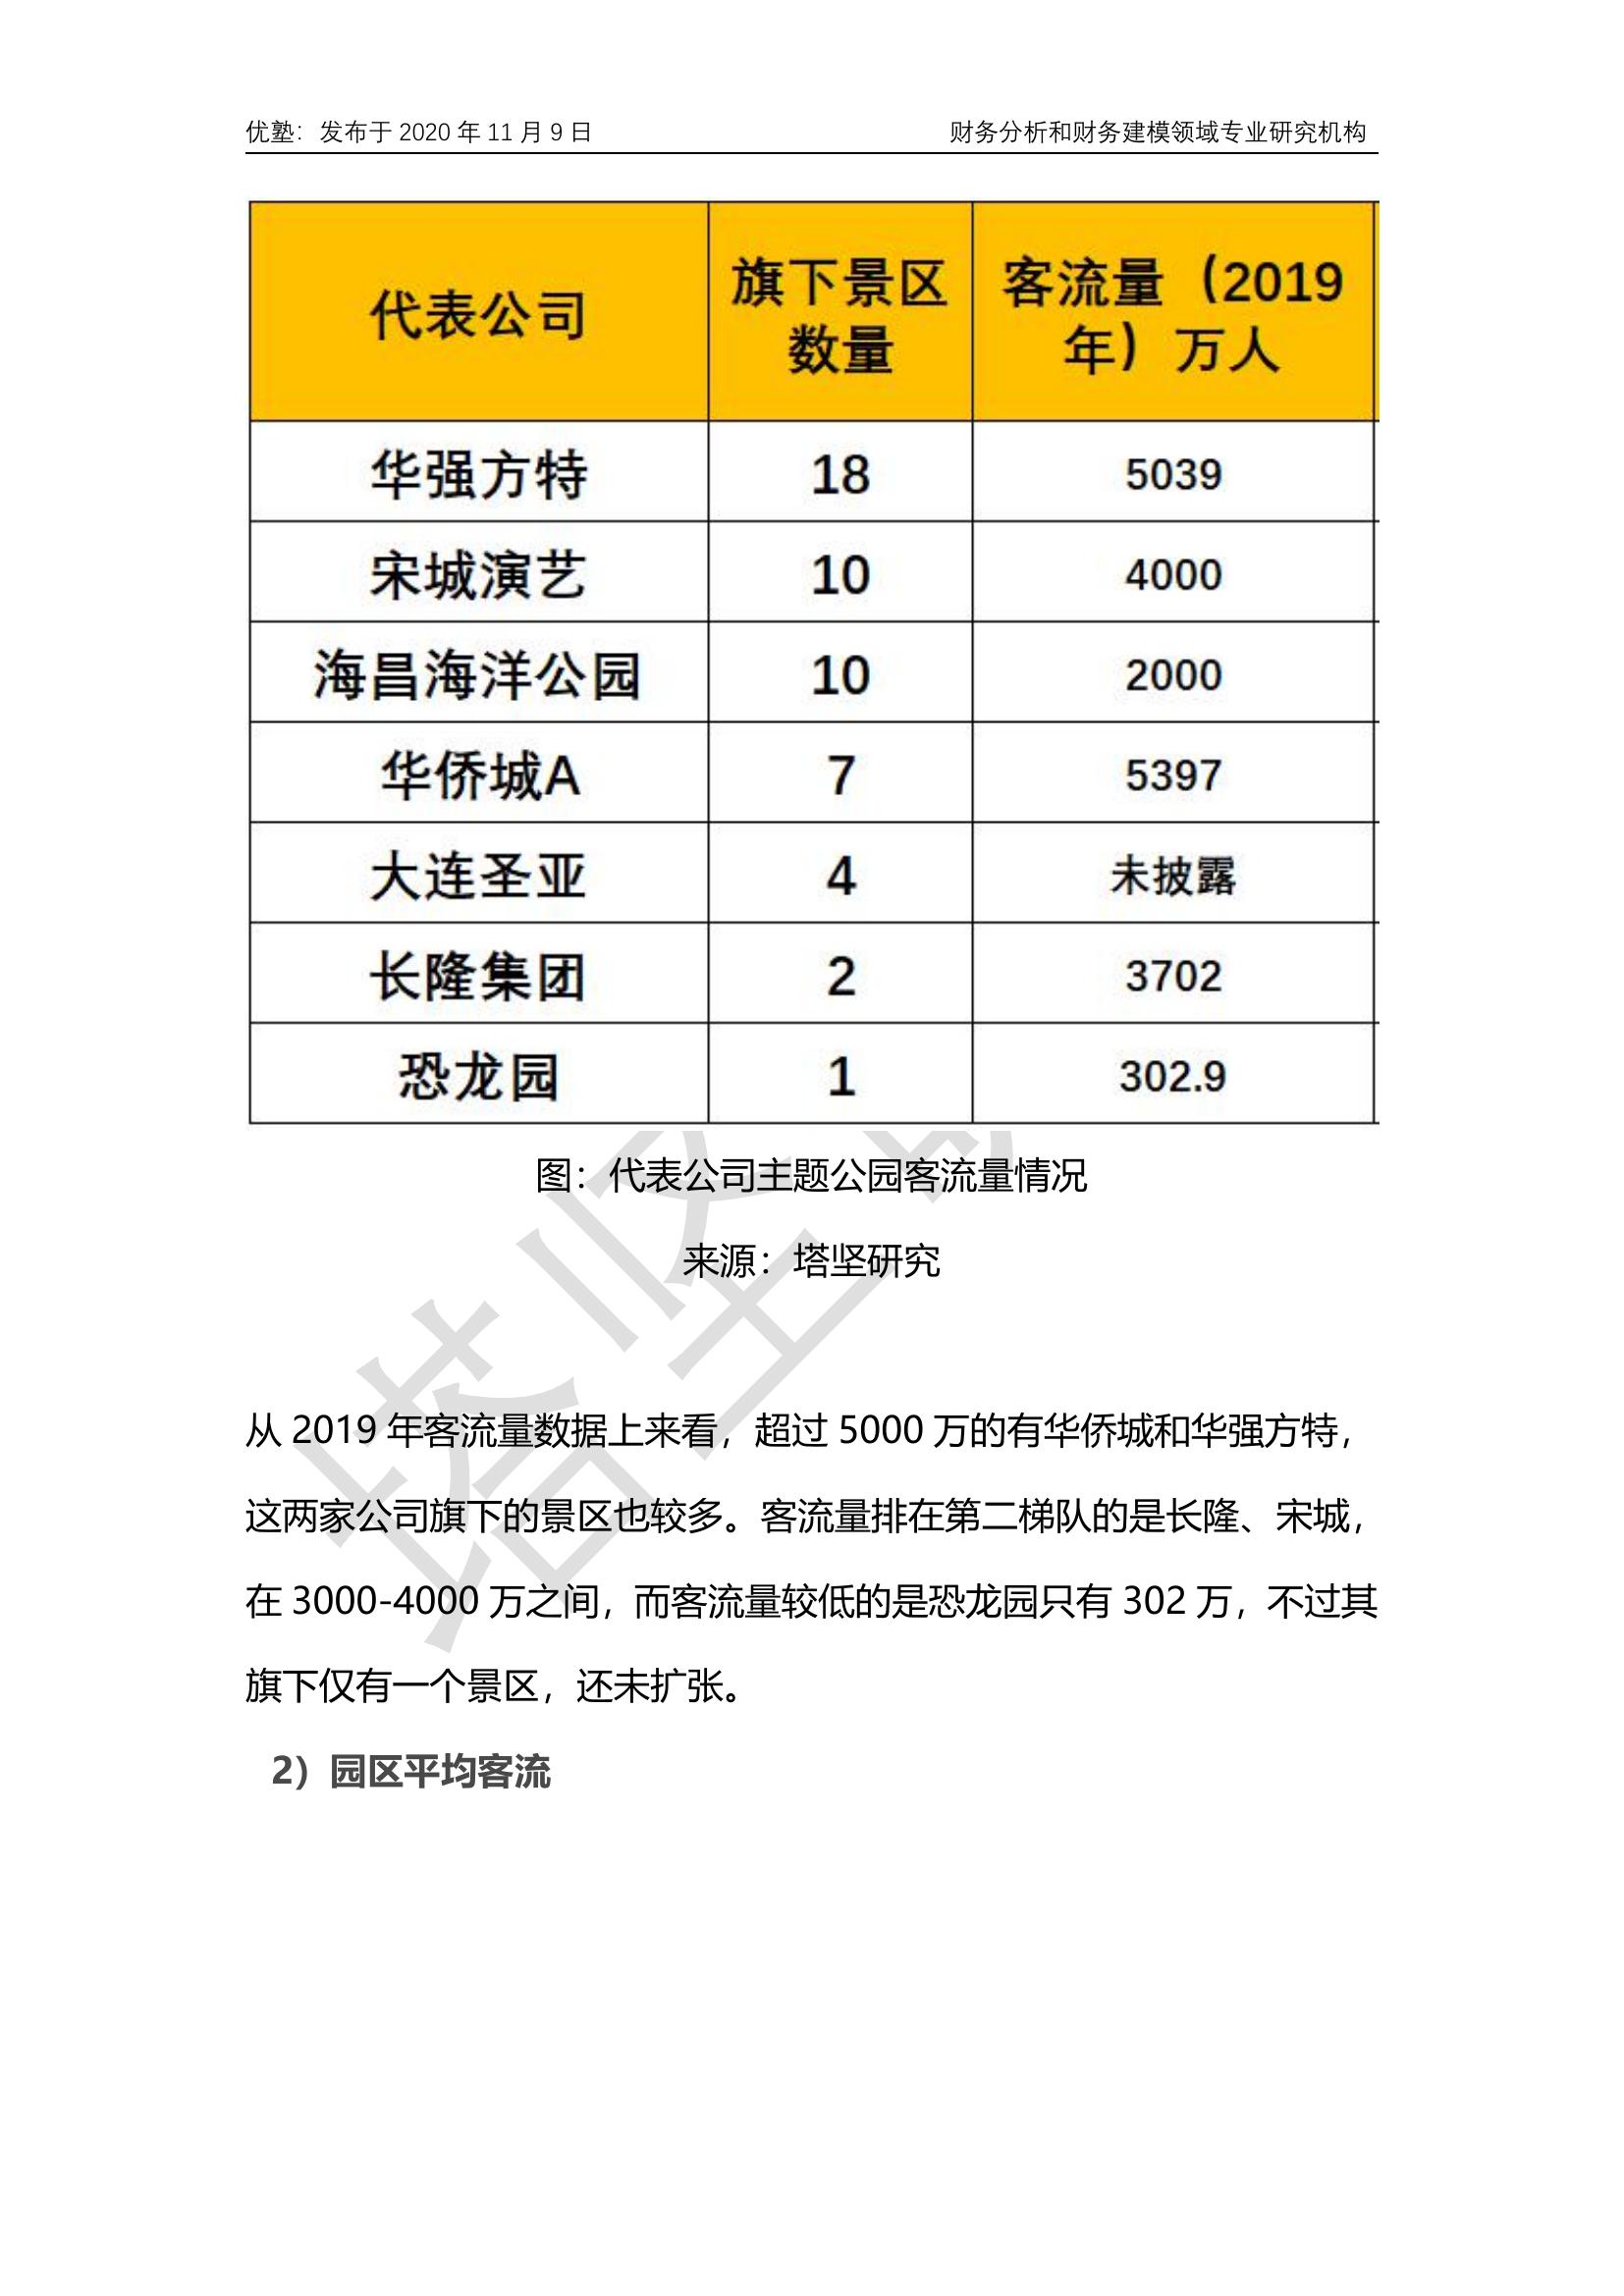 优塾：发布于 2020 年 11 月 9 日 财务分析和财务建模领域专业研究机构
代表公司 旗下景区数量 客流量（2019年）万人
华强方特 18 5039
宋城演艺 10 4000
海昌海洋公园 10 2000
华侨城A 7 5397
大连圣亚 4 未披露
长隆集团 2 3702
恐龙园 1 302.9
图：代表公司主题公园客流量情况
来源：塔坚研究
从 2019 年客流量数据上来看，超过 5000 万的有华侨城和华强方特，
这两家公司旗下的景区也较多。客流量排在第二梯队的是长隆、宋城，
在 3000-4000 万之间，而客流量较低的是恐龙园只有 302 万，不过其
旗下仅有一个景区，还未扩张。
2）园区平均客流
塔坚